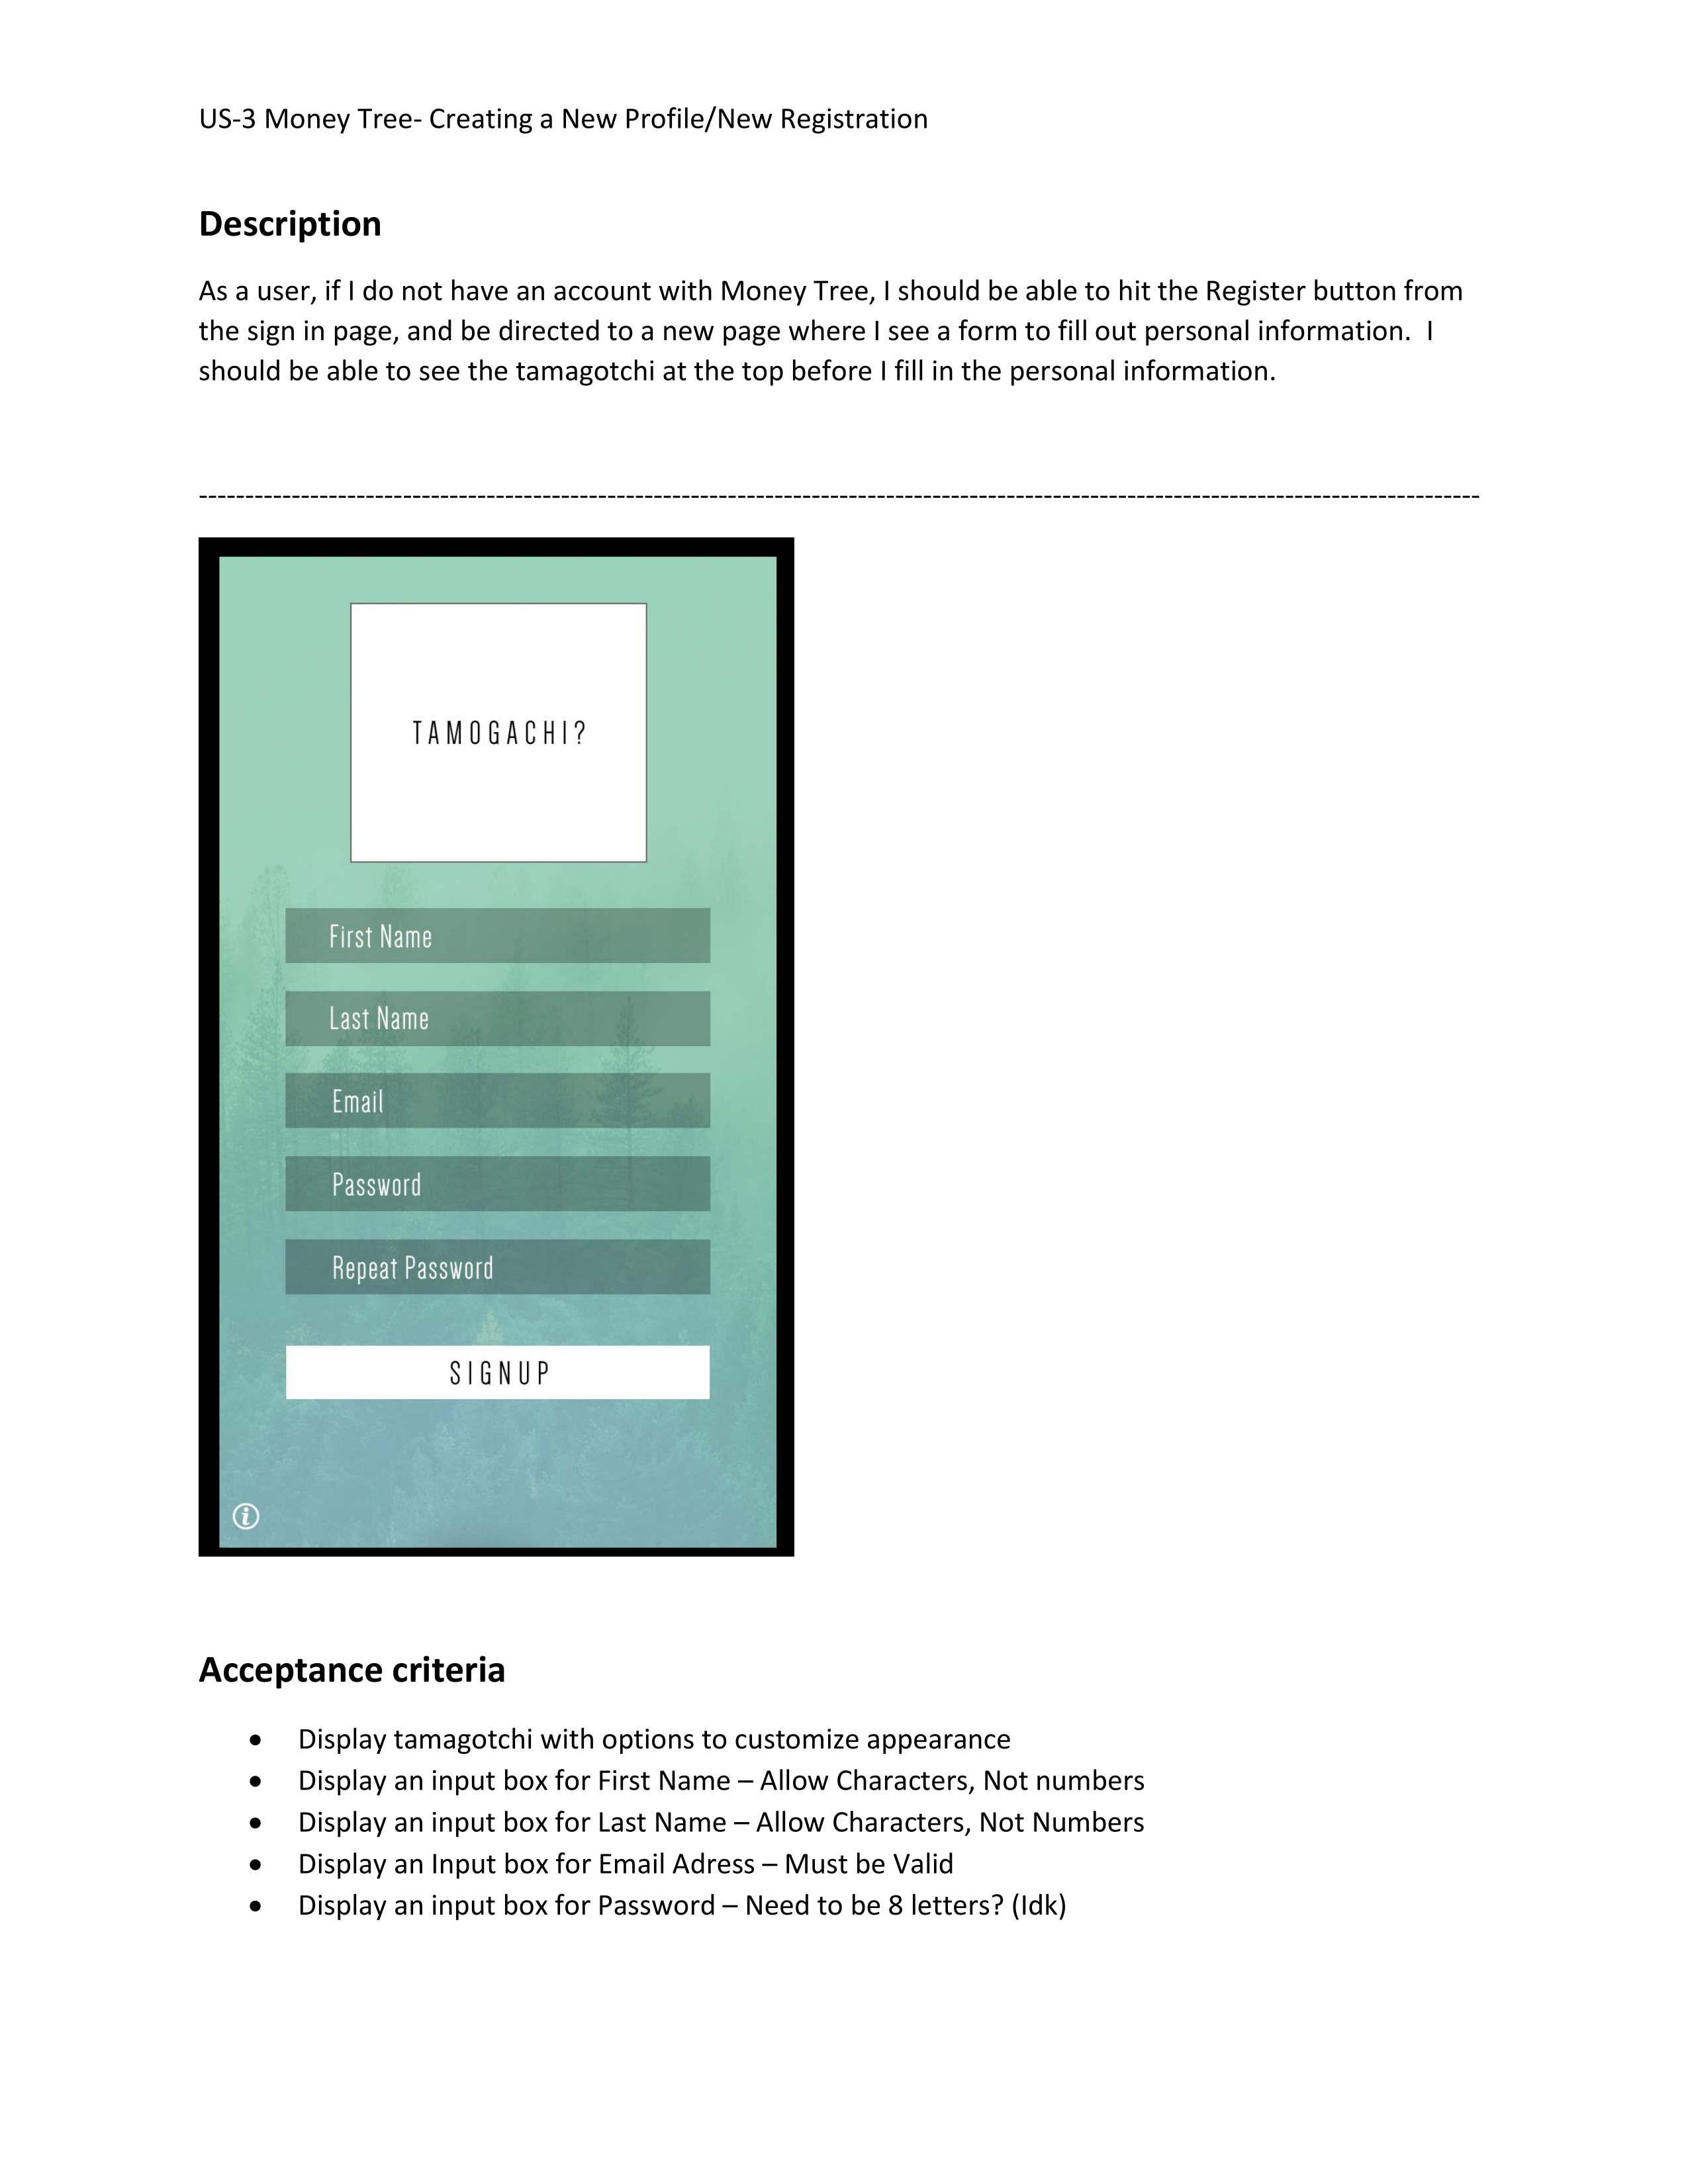 US-3 Money Tree- Creating a New Profile/New Registration
Description
As a user, if I do not have an account with Money Tree, I should be able to hit the Register button from
the sign in page, and be directed to a new page where I see a form to fill out personal information.  I
should be able to see the tamagotchi at the top before I fill in the personal information.
-------------------------------------------------------------------------------------------------------------------------------------------
TAMOGACHI?
First Name
Last Name
Email
Password
Repeat Password
SIGNUP
i
Acceptance criteria
• Display tamagotchi with options to customize appearance
• Display an input box for First Name – Allow Characters, Not numbers
• Display an input box for Last Name – Allow Characters, Not Numbers
• Display an Input box for Email Adress – Must be Valid
• Display an input box for Password – Need to be 8 letters? (Idk)